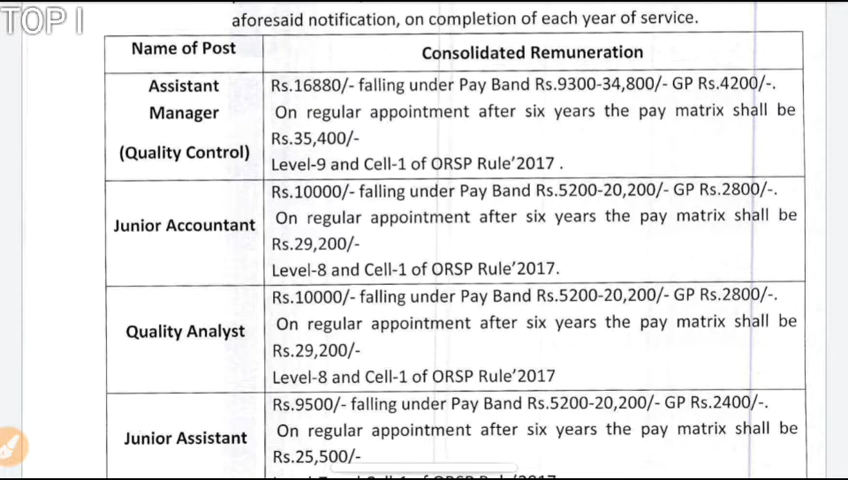 TOP I
aforesaid notification, on completion of each year of service.
Name of Post
Consolidated Remuneration
Assistant
Manager
(Quality Control)
Rs.16880/- falling under Pay Band Rs.9300-34,800/- GP Rs.4200/-.
On regular appointment after six years the pay matrix shall be
Rs.35,400/-
Level-9 and Cell-1 of ORSP Rule'2017 .
Junior Accountant
Rs.10000/- falling under Pay Band Rs.5200-20,200/- GP Rs.2800/-.
On regular appointment after six years the pay matrix shall be
Rs.29,200/-
Level-8 and Cell-1 of ORSP Rule'2017.
Quality Analyst
Rs.10000/- falling under Pay Band Rs.5200-20,200/- GP Rs.2800/-.
On regular appointment after six years the pay matrix shall be
Rs.29,200/-
Level-8 and Cell-1 of ORSP Rule'2017
Junior Assistant
Rs.9500/- falling under Pay Band Rs.5200-20,200/- GP Rs.2400/-.
On regular appointment after six years the pay matrix shall be
Rs.25,500/-